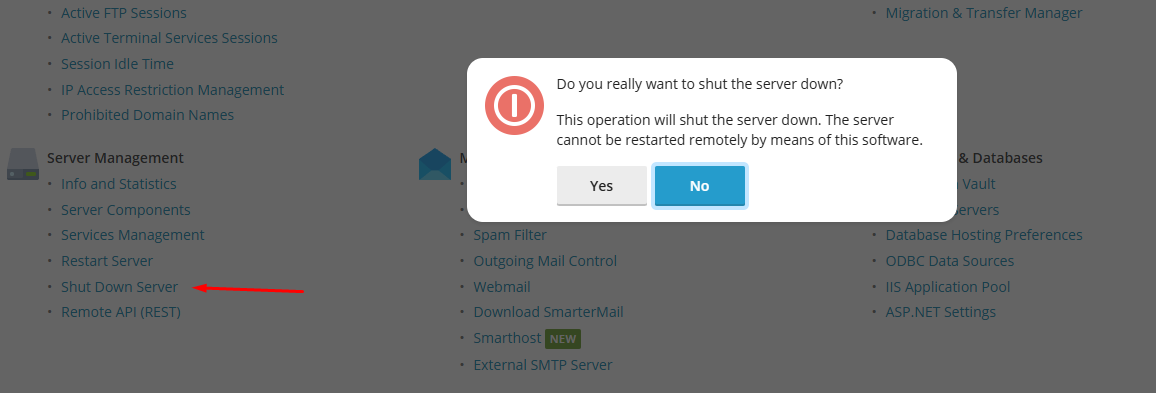 Active FTP Sessions
Active Terminal Services Sessions
Session Idle Time
IP Access Restriction Management
Prohibited Domain Names
Migration & Transfer Manager
Do you really want to shut the server down?
This operation will shut the server down. The server
cannot be restarted remotely by means of this software.
Yes
No
Server Management
Info and Statistics
Server Components
Services Management
Restart Server
Shut Down Server
Remote API (REST)
M
Spam Filter
Outgoing Mail Control
Webmail
Download SmarterMail
Smarthost NEW
External SMTP Server
& Databases
Vault
ervers
Database Hosting Preferences
ODBC Data Sources
IIS Application Pool
ASP.NET Settings